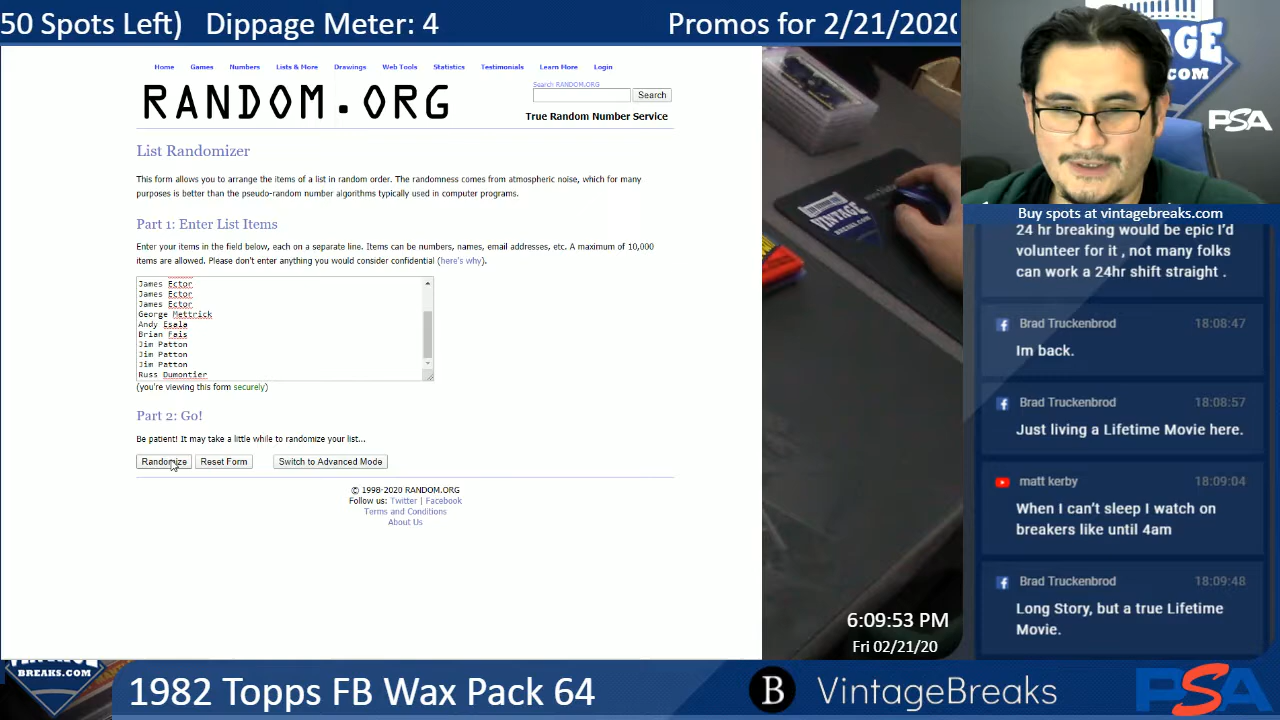 50 Spots Left)   Dippage Meter: 4
Promos for 2/21/2020
Home Games Numbers Lists & More Drawings Web Tools Statistics Testimonials Learn More Login
RANDOM.ORG
Search RANDOM.ORG
Search
True Random Number Service
List Randomizer
This form allows you to arrange the items of a list in random order. The randomness comes from atmospheric noise, which for many
purposes is better than the pseudo-random number algorithms typically used in computer programs.
Part 1: Enter List Items
Enter your items in the field below, each on a separate line. Items can be numbers, names, email addresses, etc. A maximum of 10,000
items are allowed. Please don't enter anything you would consider confidential (here's why).
James Ector
James Ector
James Ector
George Mettrick
Andy Esala
Brian Fais
Jim Patton
Jim Patton
Jim Patton
Russ Dumontier
(you're viewing this form securely)
Part 2: Go!
Be patient! It may take a little while to randomize your list...
Randomize Reset Form Switch to Advanced Mode
© 1998-2020 RANDOM.ORG
Follow us: Twitter | Facebook
Terms and Conditions
About Us
VINTAGE
AGE
.COM
PSA
Buy spots at vintagebreaks.com
24 hr breaking would be epic I'd
volunteer for it , not many folks
can work a 24hr shift straight .
Brad Truckenbrod 18:08:47
Im back.
Brad Truckenbrod 18:08:57
Just living a Lifetime Movie here.
matt kerby 18:09:04
When I can't sleep I watch on
breakers like until 4am
Brad Truckenbrod 18:09:48
Long Story, but a true Lifetime
Movie.
6:09:53 PM
Fri 02/21/20
VINTAGE
BREAKS.COM
1982 Topps FB Wax Pack 64
B VintageBreaks
PSA